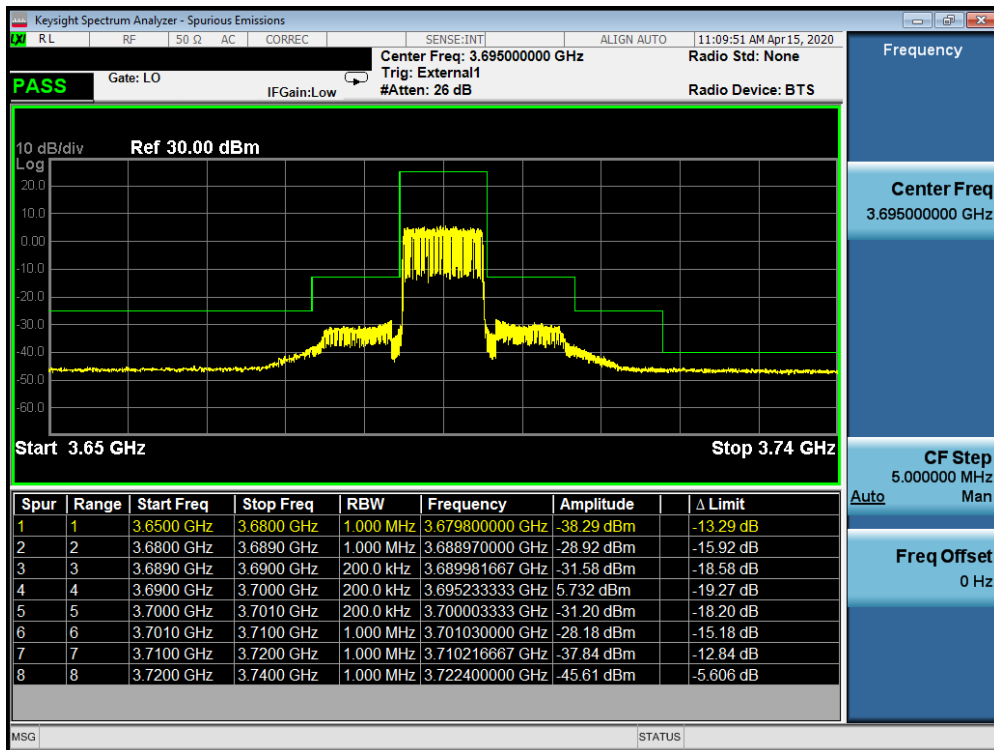 Keysight Spectrum Analyzer - Spurious Emissions
LXI RL RF 50 Ω AC CORREC SENSE:INT ALIGN AUTO 11:09:51 AM Apr 15, 2020
Center Freq: 3.695000000 GHz Radio Std: None
PASS Gate: LO Trig: External1
IFGain:Low #Atten: 26 dB Radio Device: BTS
10 dB/div Ref 30.00 dBm
Log
20.0
10.0
0.00
-10.0
-20.0
-30.0
-40.0
-50.0
-60.0
Start 3.65 GHz Stop 3.74 GHz
Spur Range Start Freq Stop Freq RBW Frequency Amplitude Δ Limit
1 1 3.6500 GHz 3.6800 GHz 1.000 MHz 3.679800000 GHz -38.29 dBm -13.29 dB
2 2 3.6800 GHz 3.6890 GHz 1.000 MHz 3.688970000 GHz -28.92 dBm -15.92 dB
3 3 3.6890 GHz 3.6900 GHz 200.0 kHz 3.689981667 GHz -31.58 dBm -18.58 dB
4 4 3.6900 GHz 3.7000 GHz 200.0 kHz 3.695233333 GHz 5.732 dBm -19.27 dB
5 5 3.7000 GHz 3.7010 GHz 200.0 kHz 3.700003333 GHz -31.20 dBm -18.20 dB
6 6 3.7010 GHz 3.7100 GHz 1.000 MHz 3.701030000 GHz -28.18 dBm -15.18 dB
7 7 3.7100 GHz 3.7200 GHz 1.000 MHz 3.710216667 GHz -37.84 dBm -12.84 dB
8 8 3.7200 GHz 3.7400 GHz 1.000 MHz 3.722400000 GHz -45.61 dBm -5.606 dB
MSG STATUS
Frequency
Center Freq
3.695000000 GHz
CF Step
5.000000 MHz
Auto Man
Freq Offset
0 Hz